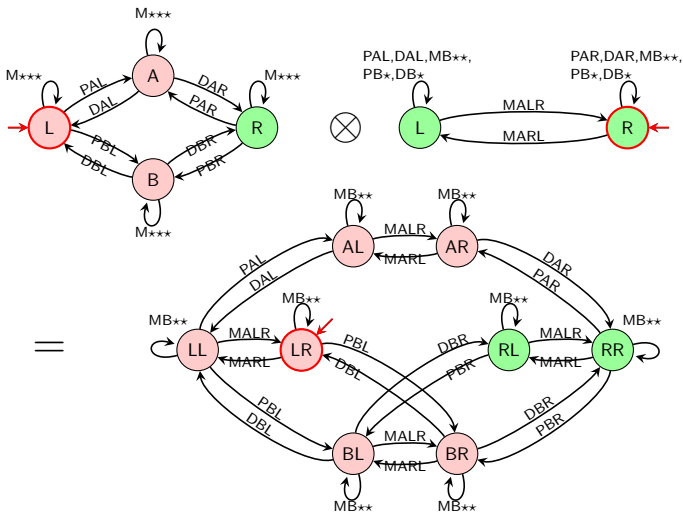 M⋆⋆⋆
PAL,DAL,MB⋆⋆,
PB⋆,DB⋆
PAR,DAR,MB⋆⋆,
PB⋆,DB⋆
M⋆⋆⋆
A
M⋆⋆⋆
PAL
DAL
DAR
PAR
MALR
L
R
⊗
L
R
MARL
PBL
DBL
DBR
PBR
B
M⋆⋆⋆
MB⋆⋆
MB⋆⋆
AL
MALR
AR
MARL
PAL
DAL
DAR
PAR
MB⋆⋆
MB⋆⋆
MB⋆⋆
MB⋆⋆
=
LL
MALR
LR
PBL
DBR
RL
MALR
RR
MARL
DBL
PBR
MARL
PBL
DBL
DBR
PBR
BL
MALR
BR
MARL
MB⋆⋆
MB⋆⋆